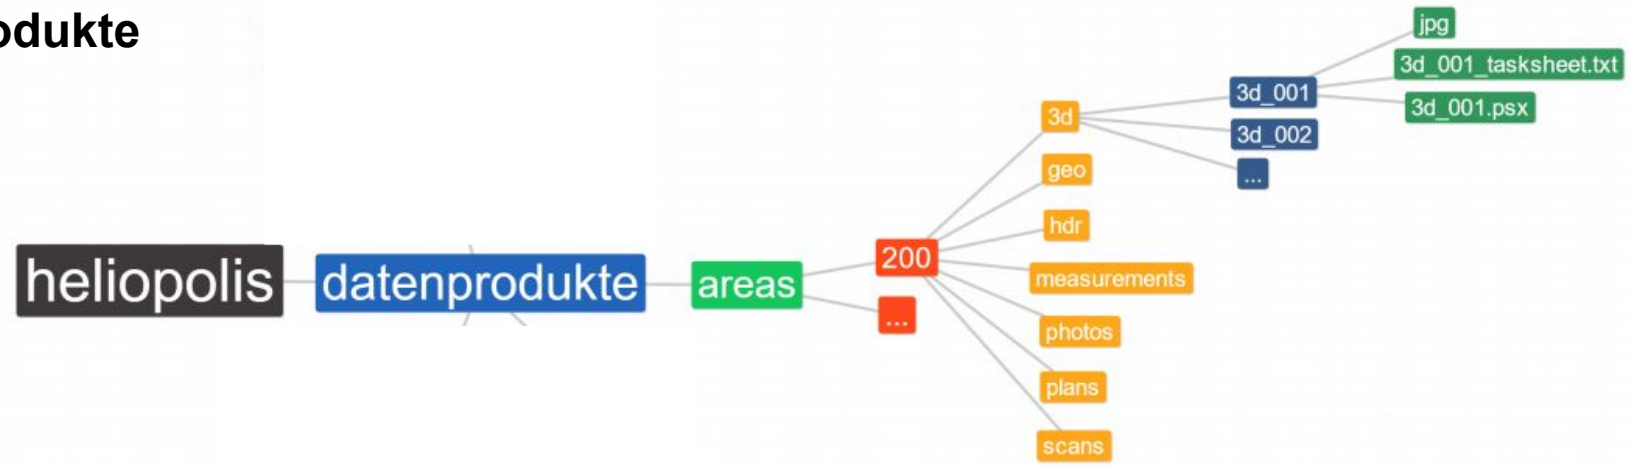 odukte
jpg
3d_001_tasksheet.txt
3d_001
3d_001.psx
3d
3d_002
...
geo
hdr
200
heliopolis
datenprodukte
areas
measurements
...
photos
plans
scans